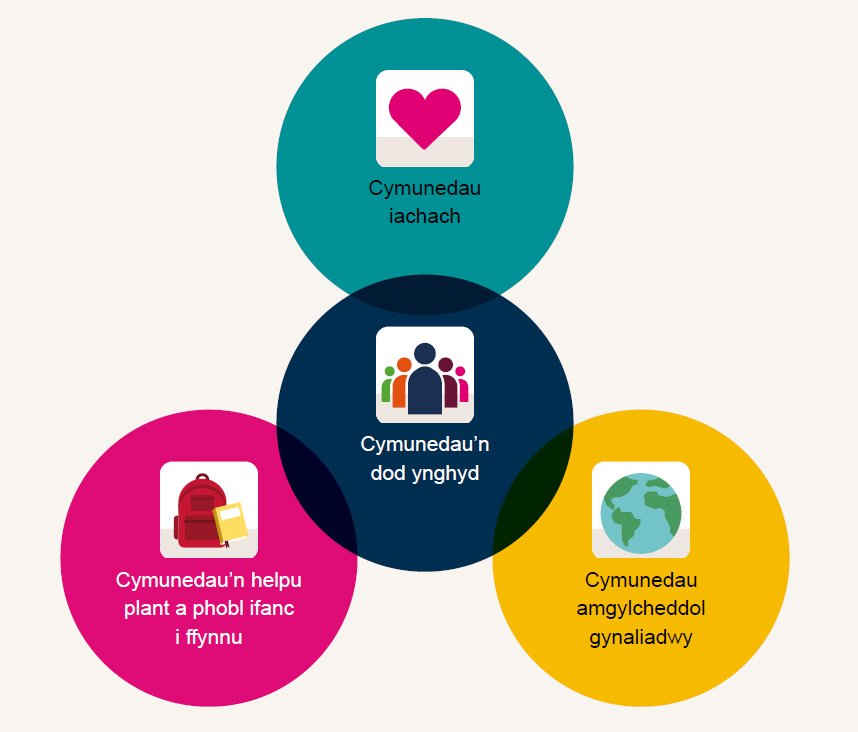 Cymunedau
iachach
Cymunedau’n
dod ynghyd
Cymunedau’n helpu
plant a phobl ifanc
i ffynnu
Cymunedau
amgylcheddol
gynaliadwy